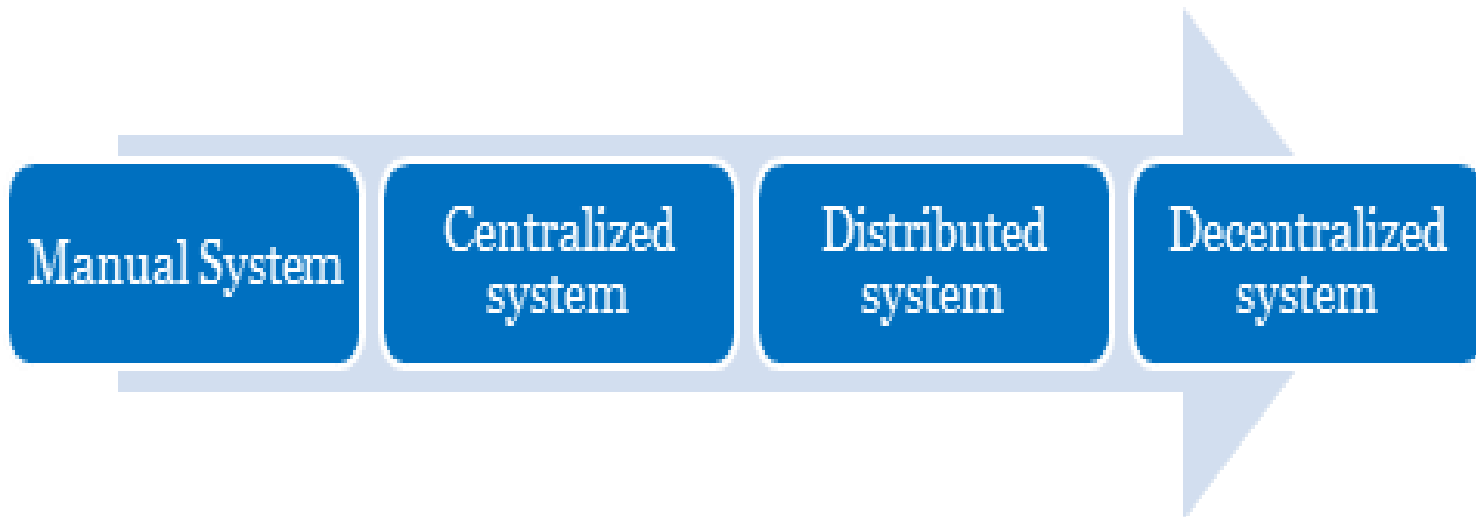 Manual System
Centralized
system
Distributed
system
Decentralized
system